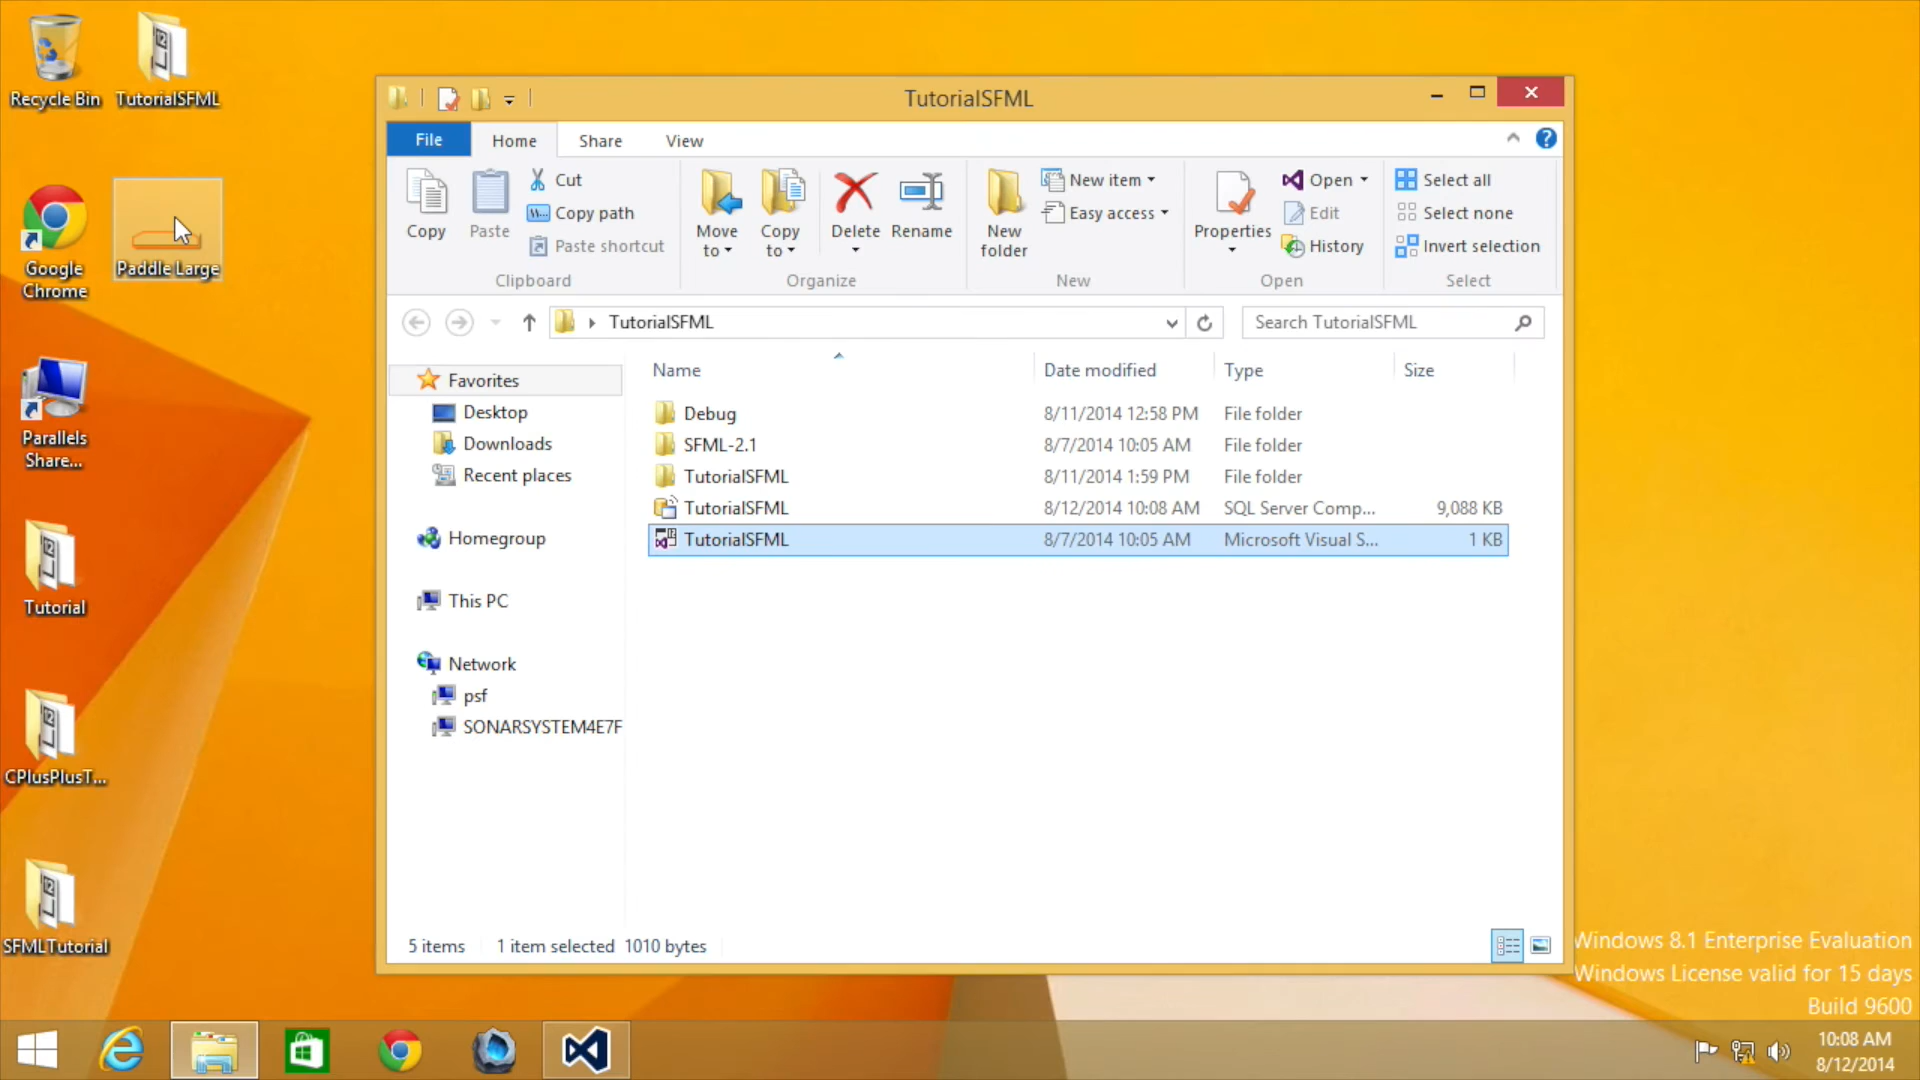 Recycle Bin
TutorialSFML
Google
Chrome
Paddle Large
Parallels
Share...
Tutorial
CPlusPlusT...
SFMLTutorial
TutorialSFML
File
Home
Share
View
Copy
Paste
Cut
Copy path
Paste shortcut
Clipboard
Move
to
Copy
to
Delete
Rename
Organize
New
folder
New item
Easy access
New
Properties
Open
Edit
History
Open
Select all
Select none
Invert selection
Select
TutorialSFML
Search TutorialSFML
Favorites
Desktop
Downloads
Recent places
Homegroup
This PC
Network
psf
SONARSYSTEM4E7F
Name Date modified Type Size
Debug 8/11/2014 12:58 PM File folder
SFML-2.1 8/7/2014 10:05 AM File folder
TutorialSFML 8/11/2014 1:59 PM File folder
TutorialSFML 8/12/2014 10:08 AM SQL Server Comp... 9,088 KB
TutorialSFML 8/7/2014 10:05 AM Microsoft Visual S... 1 KB
5 items 1 item selected 1010 bytes
Windows 8.1 Enterprise Evaluation
Windows License valid for 15 days
Build 9600
10:08 AM
8/12/2014